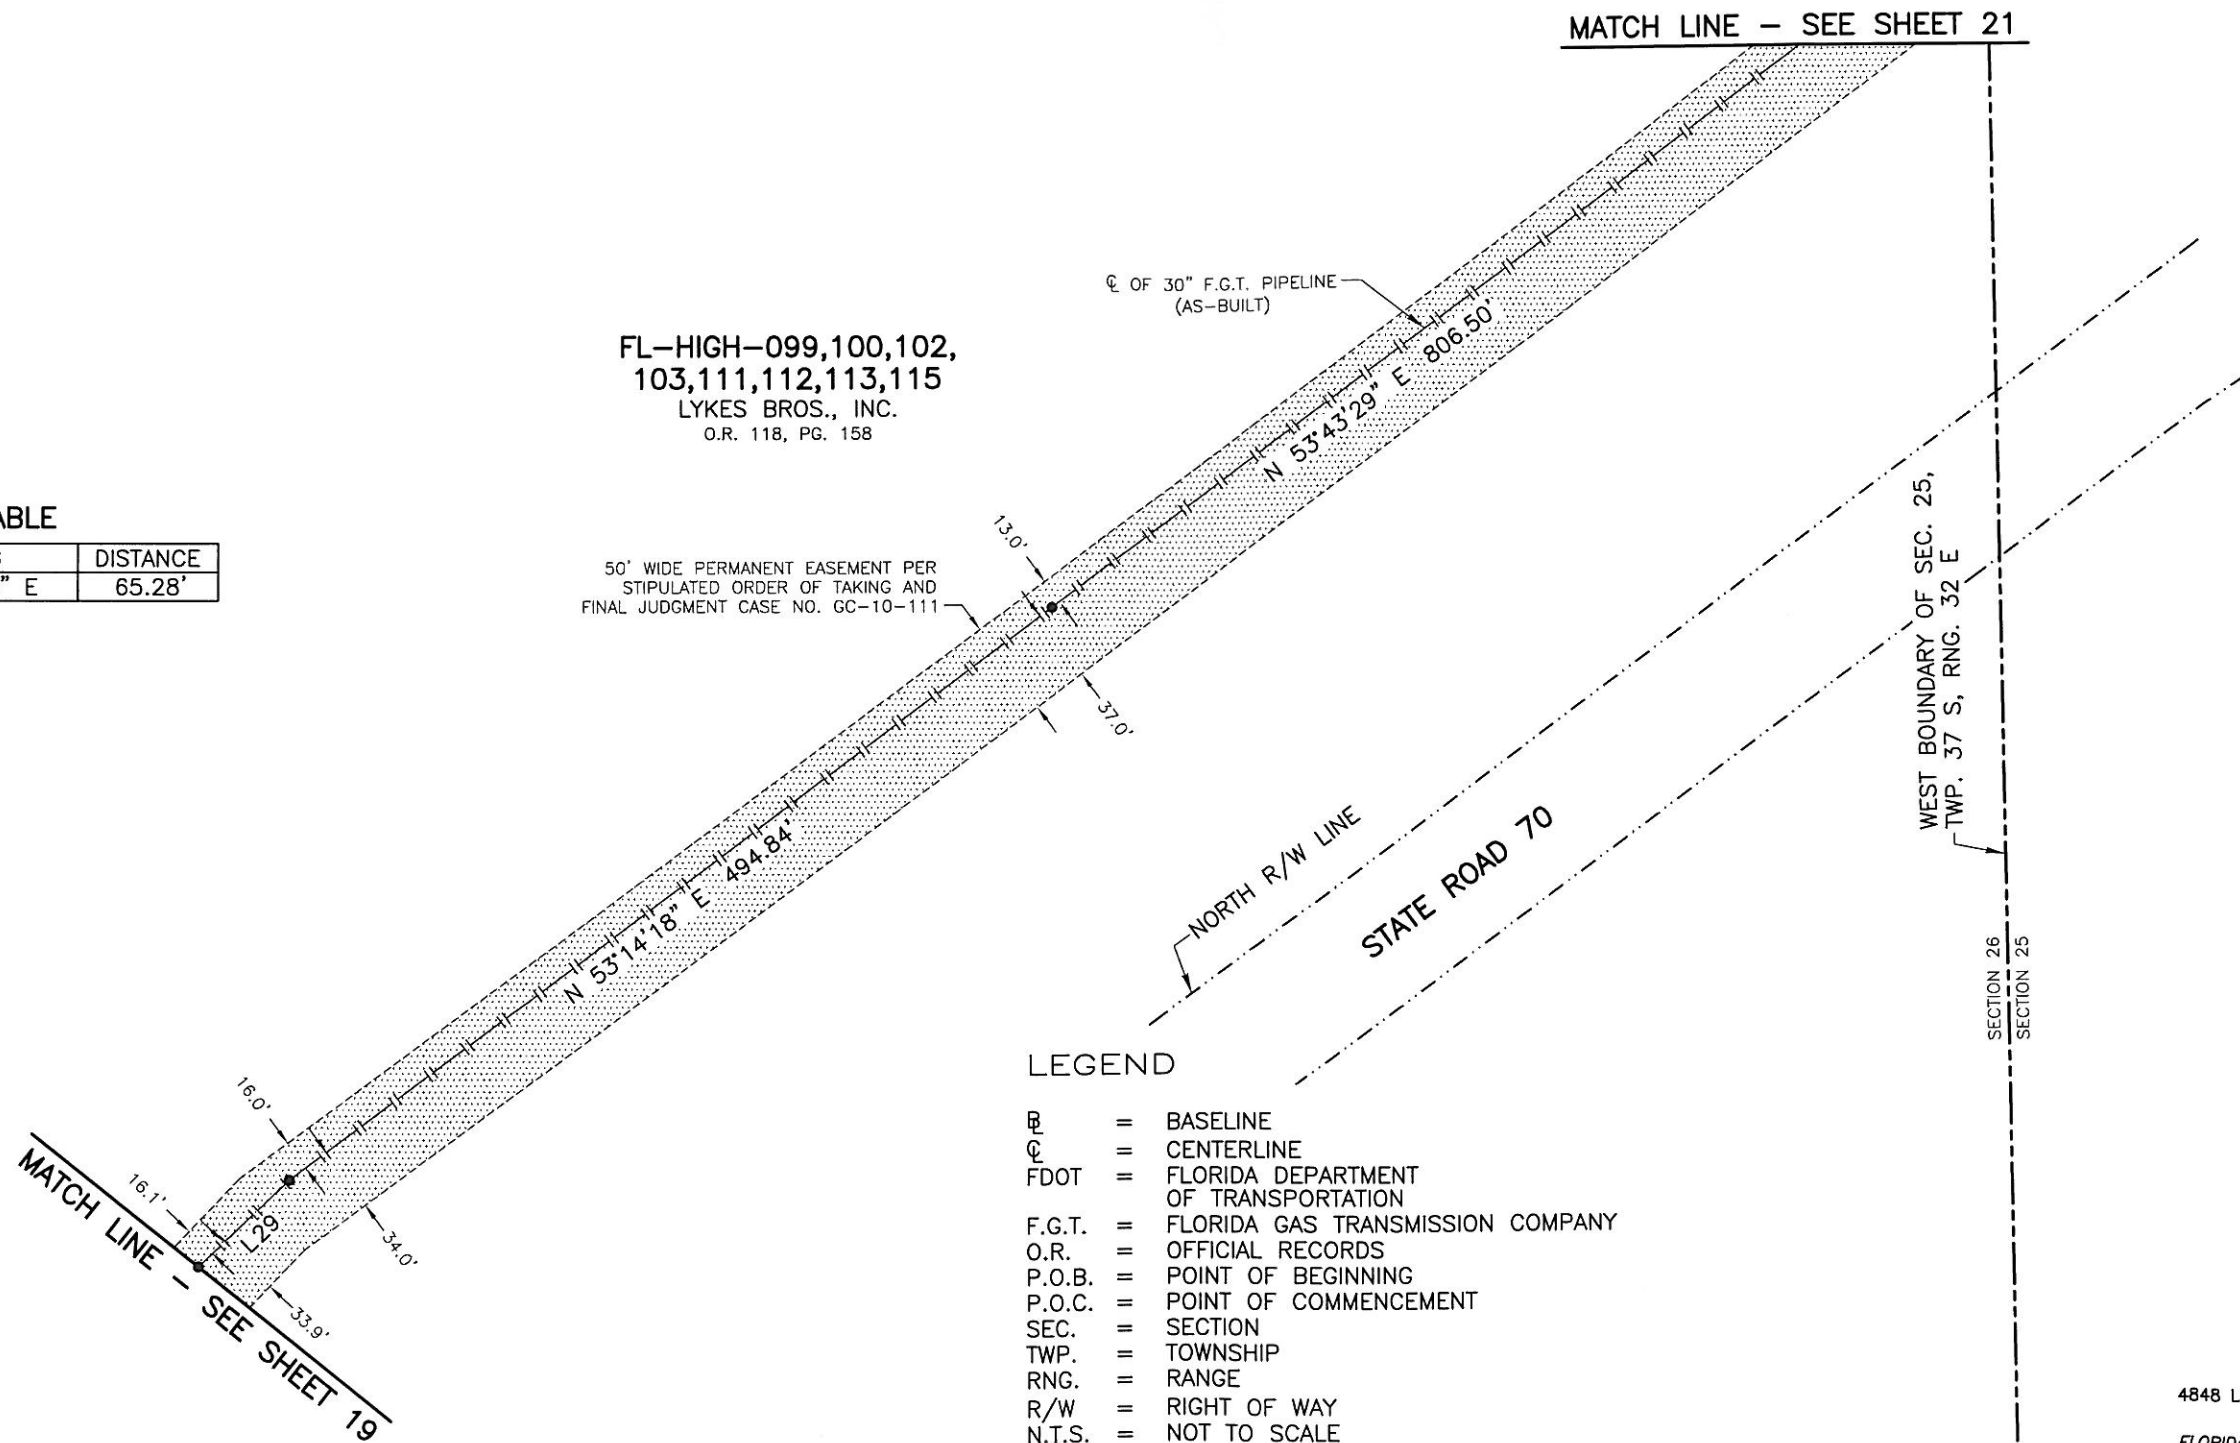 MATCH LINE – SEE SHEET 21
℄ OF 30" F.G.T. PIPELINE
(AS–BUILT)
N 53°43'29" E 806.50'
FL–HIGH–099,100,102,
103,111,112,113,115
LYKES BROS., INC.
O.R. 118, PG. 158
DISTANCE
" E 65.28'
50' WIDE PERMANENT EASEMENT PER
STIPULATED ORDER OF TAKING AND
FINAL JUDGMENT CASE NO. GC–10–111
13.0'
37.0'
WEST BOUNDARY OF SEC. 25,
TWP. 37 S, RNG. 32 E
N 53°14'18" E 494.84'
NORTH R/W LINE
STATE ROAD 70
SECTION 26
SECTION 25
16.0'
16.1'
L29
34.0'
33.9'
MATCH LINE – SEE SHEET 19
LEGEND
BL = BASELINE
℄ = CENTERLINE
FDOT = FLORIDA DEPARTMENT
OF TRANSPORTATION
F.G.T. = FLORIDA GAS TRANSMISSION COMPANY
O.R. = OFFICIAL RECORDS
P.O.B. = POINT OF BEGINNING
P.O.C. = POINT OF COMMENCEMENT
SEC. = SECTION
TWP. = TOWNSHIP
RNG. = RANGE
R/W = RIGHT OF WAY
N.T.S. = NOT TO SCALE
4848 L